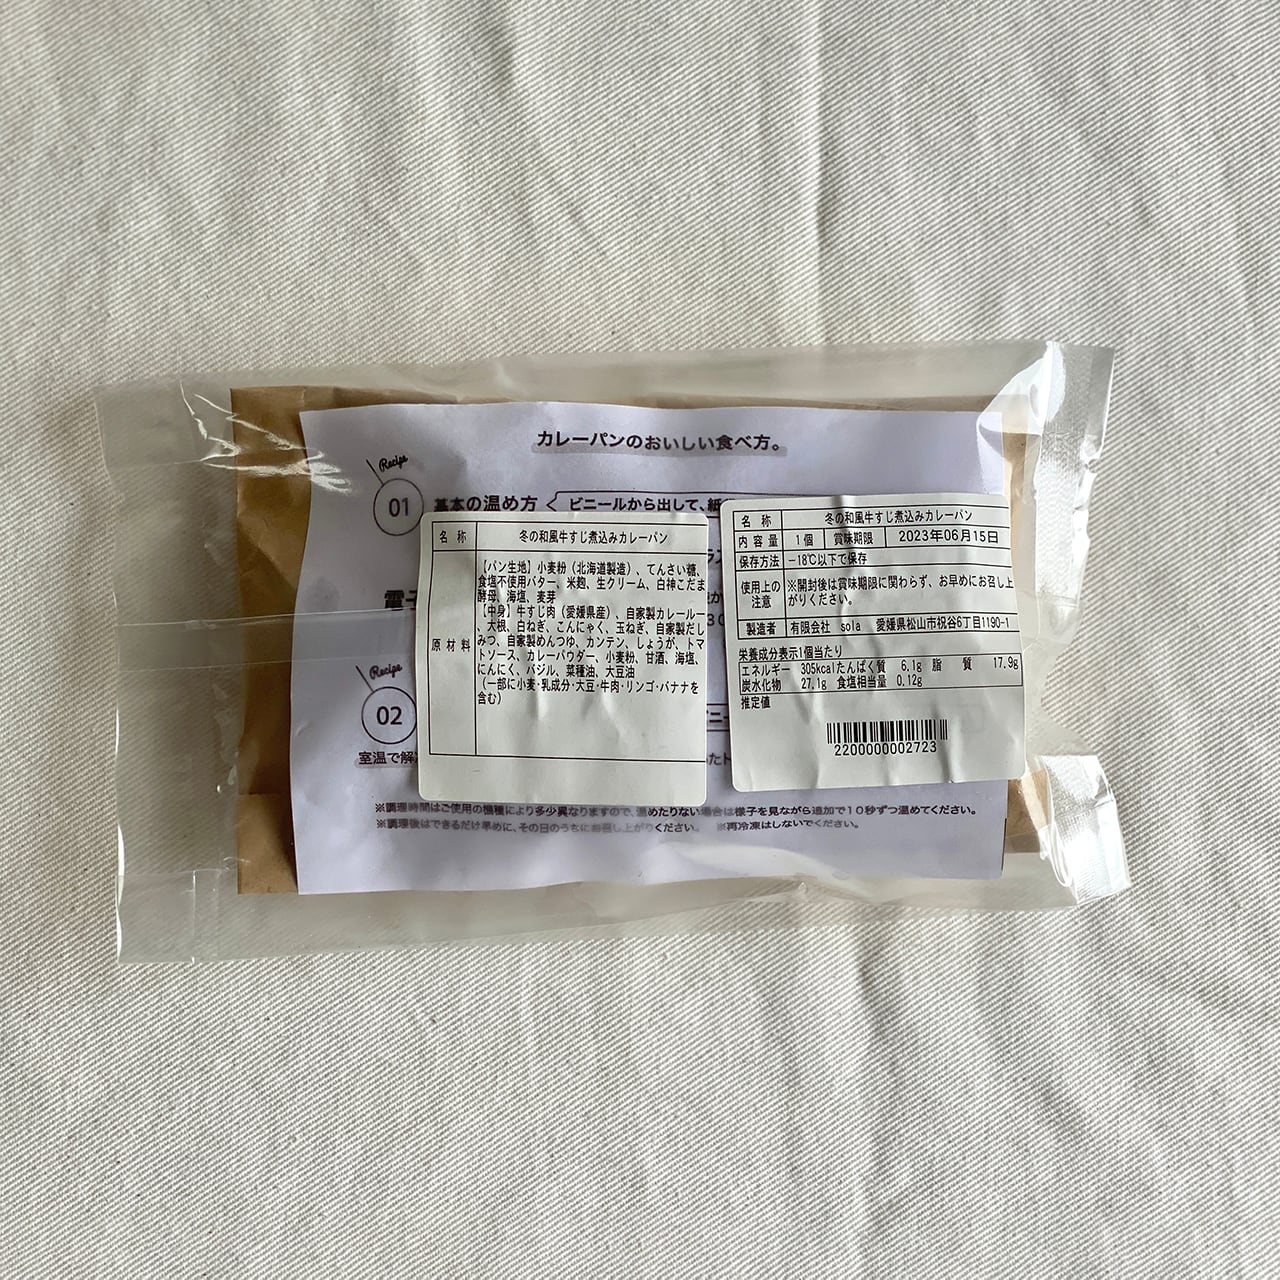 カレーパンのおいしい食べ方。
Recipe
01
基本の温め方
ビニールから出して、紙
名称 冬の和風牛すじ煮込みカレーパン
原材料
【パン生地】小麦粉(北海道製造)、てんさい糖、
食塩不使用バター、米麹、生クリーム、白神こだま
酵母、海塩、麦芽
【中身】牛すじ肉(愛媛県産)、自家製カレールー
、大根、白ねぎ、こんにゃく、玉ねぎ、自家製だし
みつ、自家製めんつゆ、カンテン、しょうが、トマ
トソース、カレーパウダー、小麦粉、甘酒、海塩、
にんにく、バジル、菜種油、大豆油
(一部に小麦・乳成分・大豆・牛肉・リンゴ・バナナを
含む)
名称 冬の和風牛すじ煮込みカレーパン
内容量 1個 賞味期限 2023年06月15日
保存方法 -18℃以下で保存
使用上の注意 ※開封後は賞味期限に関わらず、お早めにお召し上
がりください。
製造者 有限会社 sola 愛媛県松山市祝谷6丁目1190-1
栄養成分表示1個当たり
エネルギー 305kcal たんぱく質 6.1g 脂質 17.9g
炭水化物 27.1g 食塩相当量 0.12g
推定値
2200000002723
Recipe
02
室温で解
※調理時間はご使用の機種により多少異なりますので、温めたりない場合は様子を見ながら追加で10秒ずつ温めてください。
※調理後はできるだけ早めに、その日のうちにお召し上がりください。 ※再冷凍はしないでください。